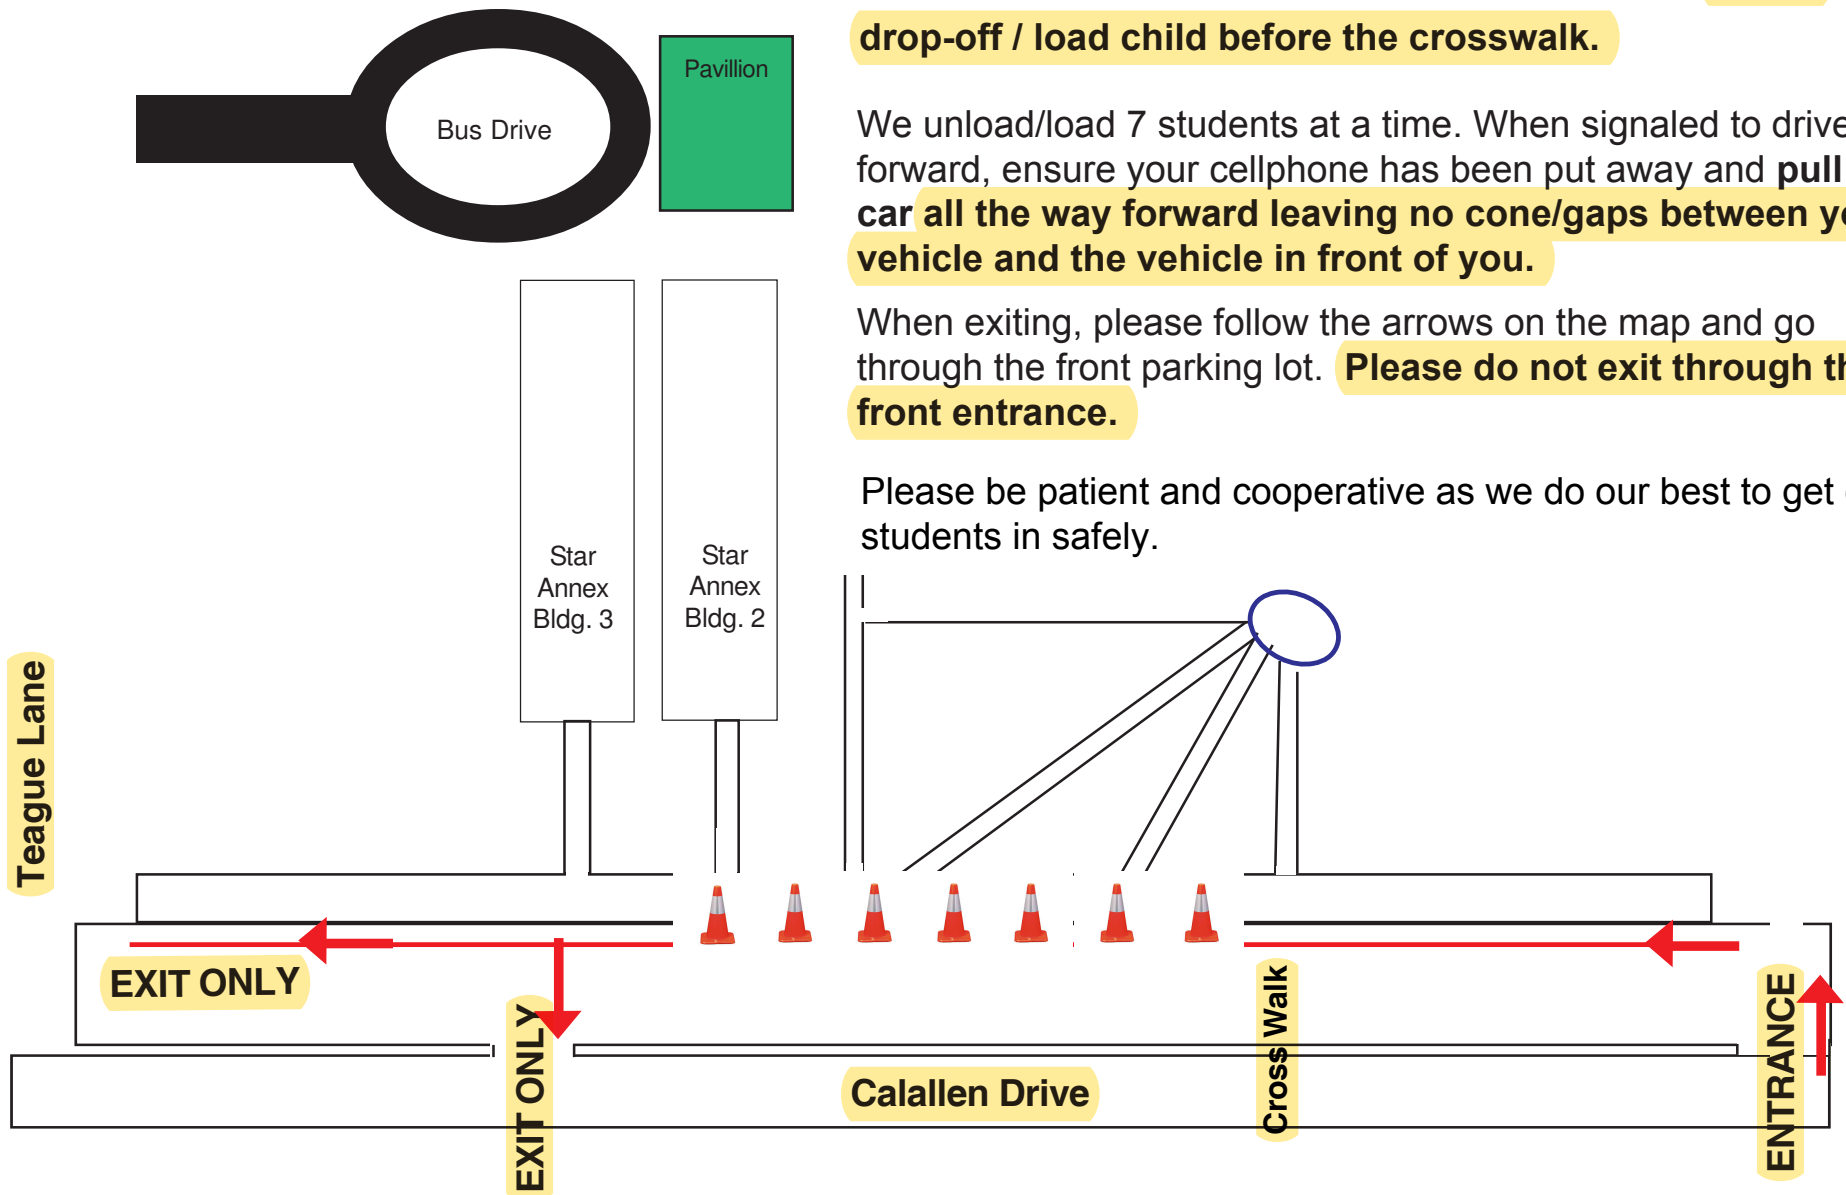 drop-off / load child before the crosswalk.
We unload/load 7 students at a time. When signaled to drive
forward, ensure your cellphone has been put away and pull
car all the way forward leaving no cone/gaps between
vehicle and the vehicle in front of you.
When exiting, please follow the arrows on the map and go
through the front parking lot. Please do not exit through
front entrance.
Please be patient and cooperative as we do our best to get
students in safely.
Bus Drive
Pavillion
Star
Annex
Bldg. 3
Star
Annex
Bldg. 2
Teague Lane
EXIT ONLY
EXIT ONLY
Calallen Drive
Cross Walk
ENTRANCE